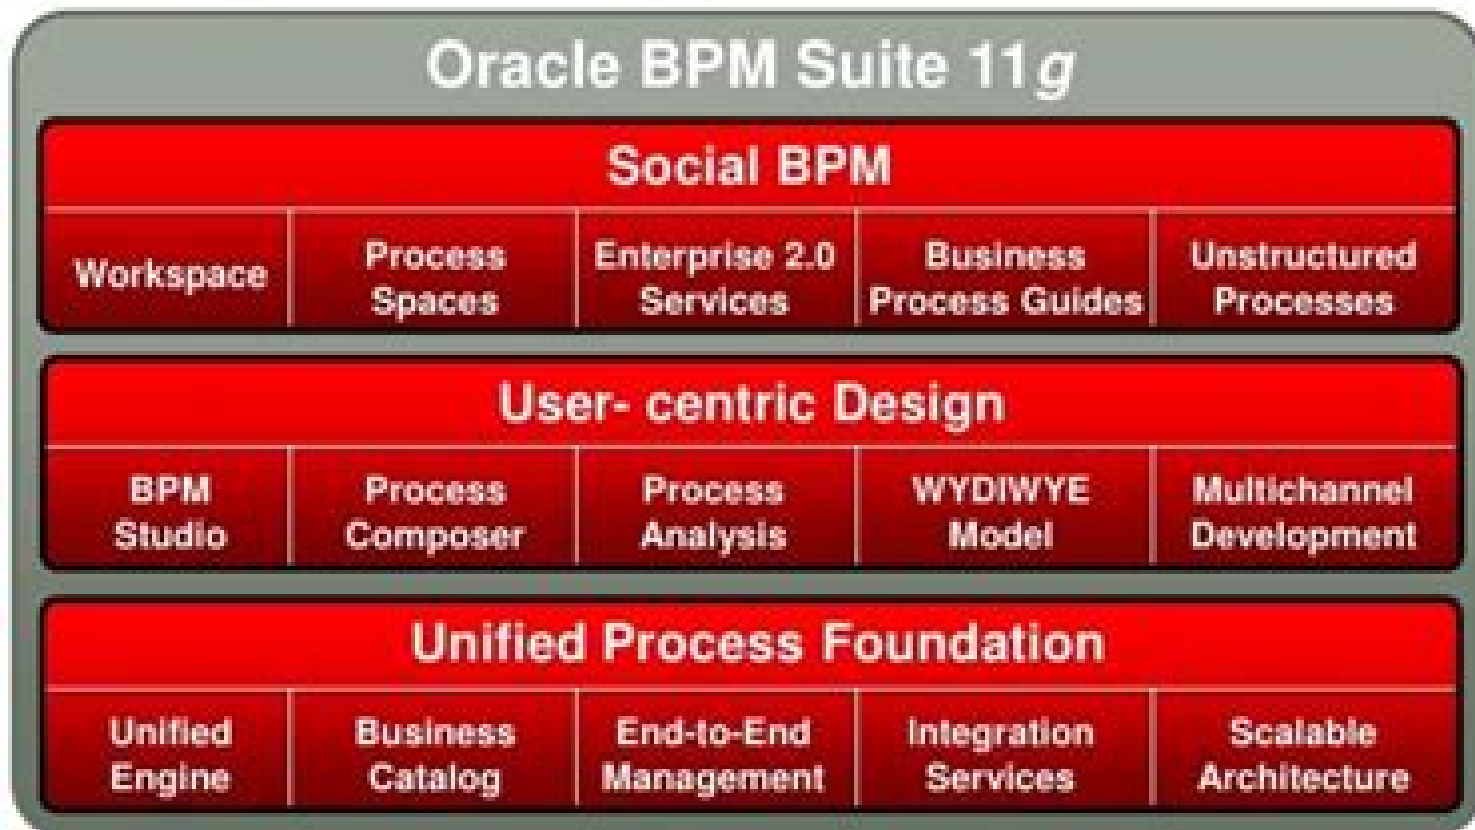 Oracle BPM Suite 11g
Social BPM
Workspace
Process
Spaces
Enterprise 2.0
Services
Business
Process Guides
Unstructured
Processes
User- centric Design
BPM
Studio
Process
Composer
Process
Analysis
WYDIWYE
Model
Multichannel
Development
Unified Process Foundation
Unified
Engine
Business
Catalog
End-to-End
Management
Integration
Services
Scalable
Architecture